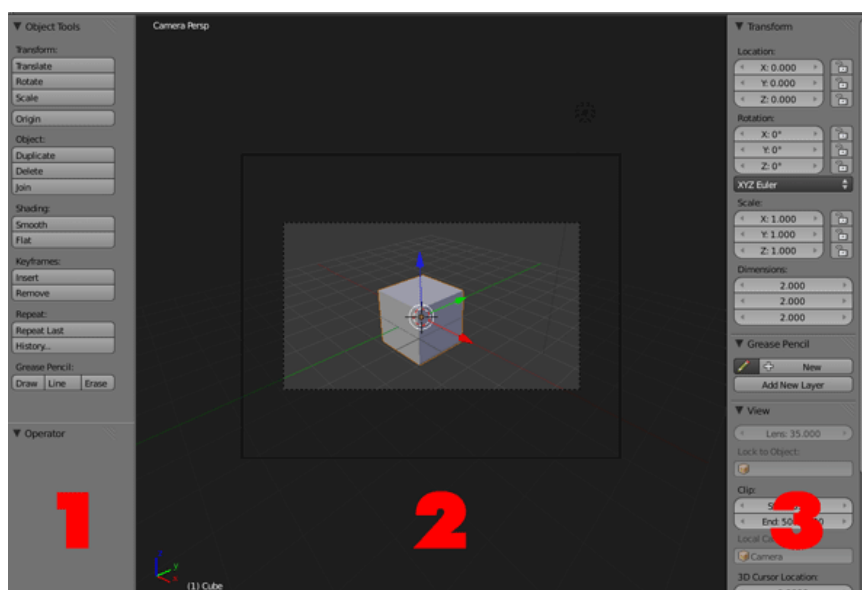 Object Tools
Transform:
Translate
Rotate
Scale
Origin
Object:
Duplicate
Delete
Join
Shading:
Smooth
Flat
Keyframes:
Insert
Remove
Repeat:
Repeat Last
History...
Grease Pencil:
Draw Line Erase
Operator
1
Camera Persp
z
y
x
(1) Cube
2
Transform
Location:
X: 0.000
Y: 0.000
Z: 0.000
Rotation:
X: 0°
Y: 0°
Z: 0°
XYZ Euler
Scale:
X: 1.000
Y: 1.000
Z: 1.000
Dimensions:
2.000
2.000
2.000
Grease Pencil
New
Add New Layer
View
Lens: 35.000
Lock to Object:
Clip:
End:
Local
Camera
3D Cursor Location:
3